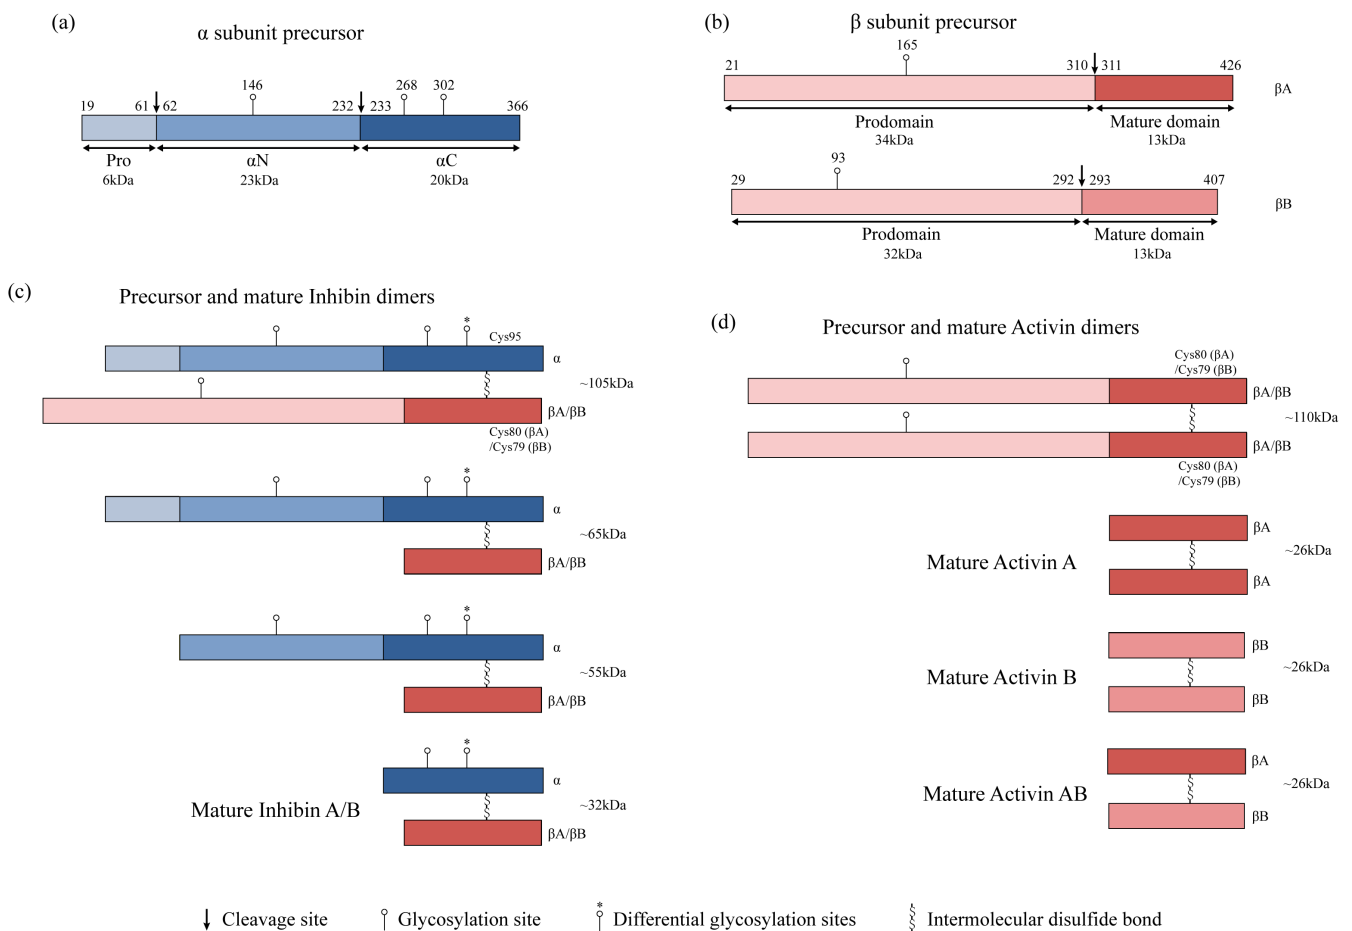 (a)
α subunit precursor
146 268 302
19 61 62 232 233 366
Pro αN αC
6kDa 23kDa 20kDa
(b)
β subunit precursor
165
21 310 311 426
βA
Prodomain Mature domain
34kDa 13kDa
93
29 292 293 407
βB
Prodomain Mature domain
32kDa 13kDa
(c)
Precursor and mature Inhibin dimers
*
Cys95
α
~105kDa
βA/βB
Cys80 (βA)
/Cys79 (βB)
*
α
~65kDa
βA/βB
*
α
~55kDa
βA/βB
*
α
Mature Inhibin A/B
~32kDa
βA/βB
(d)
Precursor and mature Activin dimers
Cys80 (βA)
/Cys79 (βB)
βA/βB
~110kDa
βA/βB
Cys80 (βA)
/Cys79 (βB)
βA
Mature Activin A
~26kDa
βA
βB
Mature Activin B
~26kDa
βB
βA
Mature Activin AB
~26kDa
βB
Cleavage site
Glycosylation site
*
Differential glycosylation sites
Intermolecular disulfide bond